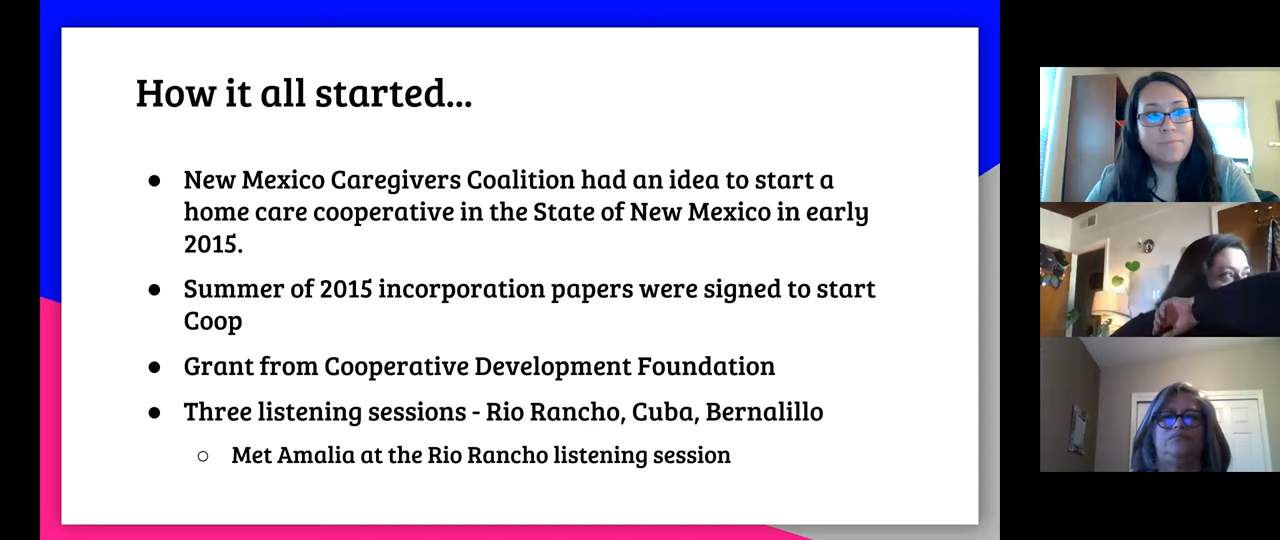 How it all started...
● New Mexico Caregivers Coalition had an idea to start a
home care cooperative in the State of New Mexico in early
2015.
● Summer of 2015 incorporation papers were signed to start
Coop
● Grant from Cooperative Development Foundation
● Three listening sessions - Rio Rancho, Cuba, Bernalillo
○ Met Amalia at the Rio Rancho listening session